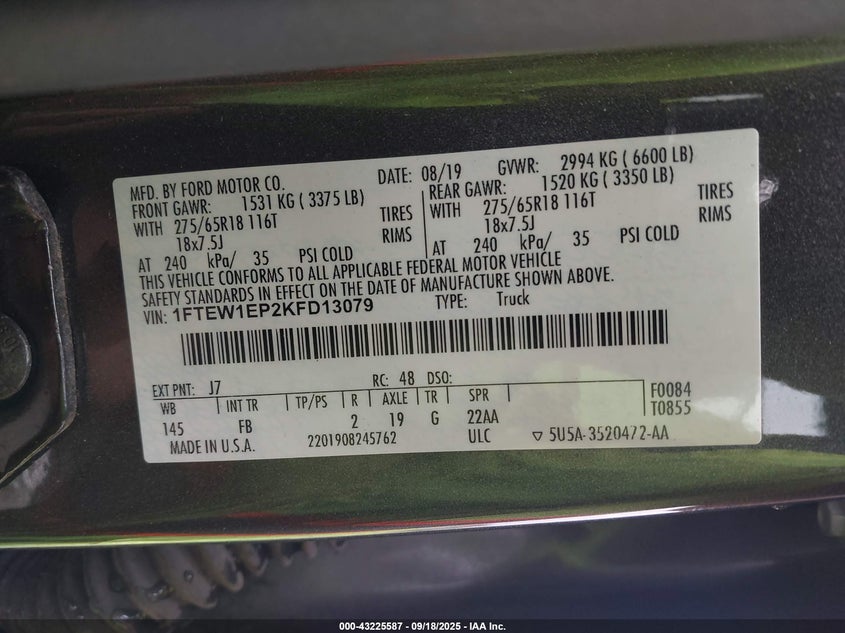 MFD. BY FORD MOTOR CO.
DATE: 08/19 GVWR: 2994 KG ( 6600 LB)
FRONT GAWR: 1531 KG ( 3375 LB)
WITH 275/65R18 116T TIRES
18x7.5J RIMS
AT 240 kPa/ 35 PSI COLD
REAR GAWR: 1520 KG ( 3350 LB)
WITH 275/65R18 116T TIRES
18x7.5J RIMS
AT 240 kPa/ 35 PSI COLD
THIS VEHICLE CONFORMS TO ALL APPLICABLE FEDERAL MOTOR VEHICLE
SAFETY STANDARDS IN EFFECT ON THE DATE OF MANUFACTURE SHOWN ABOVE.
VIN: 1FTEW1EP2KFD13079 TYPE: Truck
EXT PNT: J7 RC: 48 DSO:
WB INT TR TP/PS R AXLE TR SPR F0084
145 FB 2 19 G 22AA T0855
MADE IN U.S.A. 2201908245762 ULC ▽ 5U5A-3520472-AA
000-43225587 - 09/18/2025 - IAA Inc.